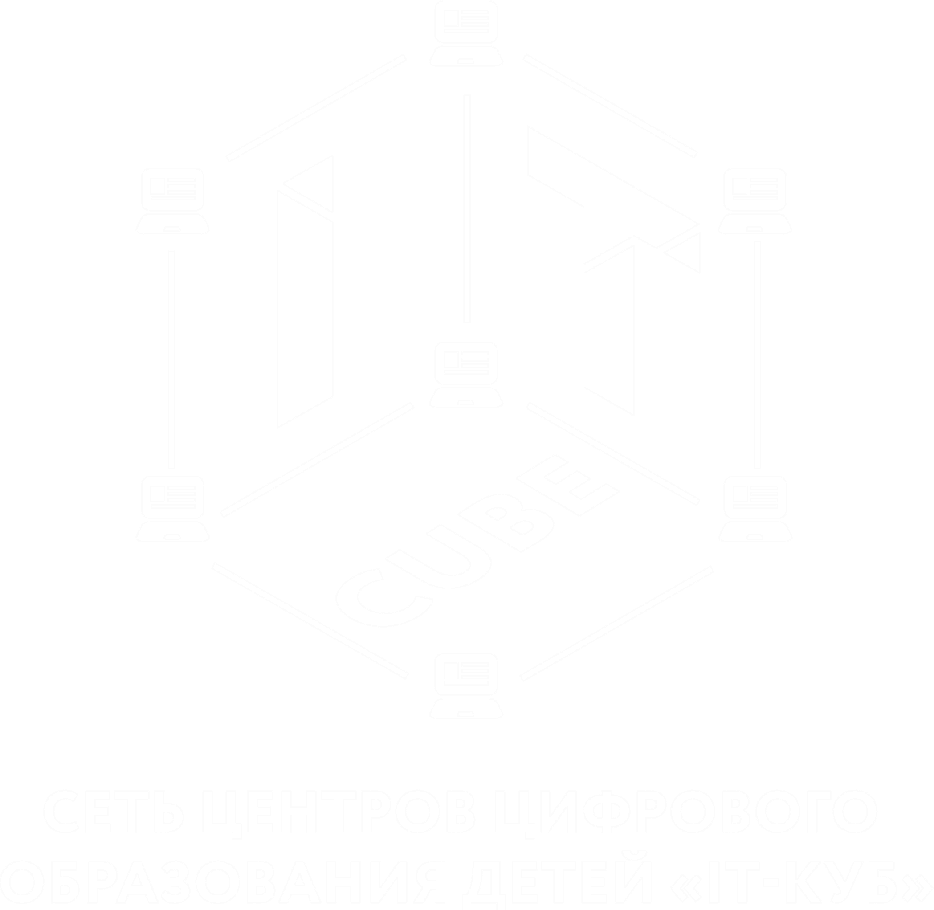 CUBE
СЕТЬ ЦЕНТРОВ ЦИФРОВОГО
ОБРАЗОВАНИЯ ДЕТЕЙ «IT-КУБ»